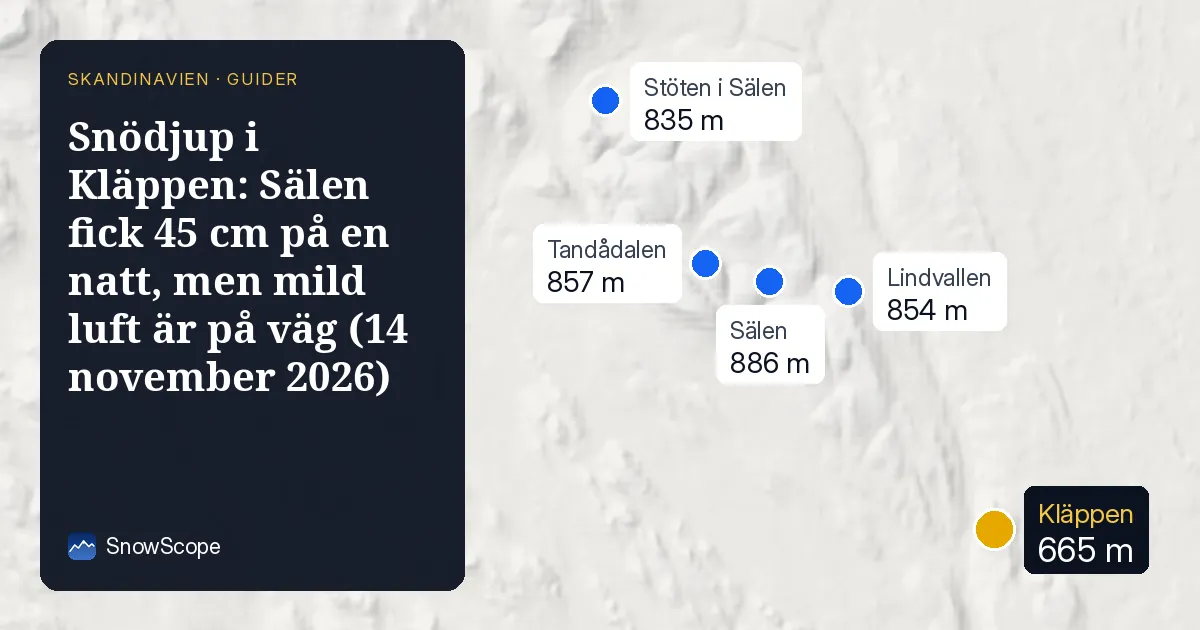 SKANDINAVIEN · GUIDER
Snödjup i
Kläppen: Sälen
fick 45 cm på en
natt, men mild
luft är på väg (14
november 2026)
SnowScope
Stöten i Sälen
835 m
Tandådalen
857 m
Sälen
886 m
Lindvallen
854 m
Kläppen
665 m